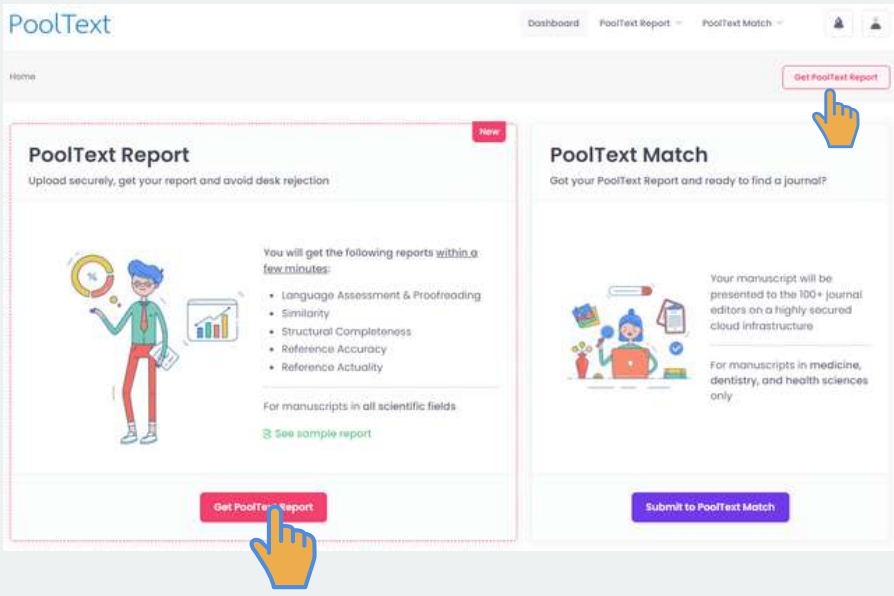 PoolText
Dashboard PoolText Report PoolText Match
Home
Get PoolText Report
New
PoolText Report
Upload securely, get your report and avoid desk rejection
%
You will get the following reports within a
few minutes:
• Language Assessment & Proofreading
• Similarity
• Structural Completeness
• Reference Accuracy
• Reference Actuality
For manuscripts in all scientific fields
See sample report
Get PoolText Report
PoolText Match
Got your PoolText Report and ready to find a journal?
Your manuscript will be
presented to the 100+ journal
editors on a highly secured
cloud infrastructure
For manuscripts in medicine,
dentistry, and health sciences
only
Submit to PoolText Match